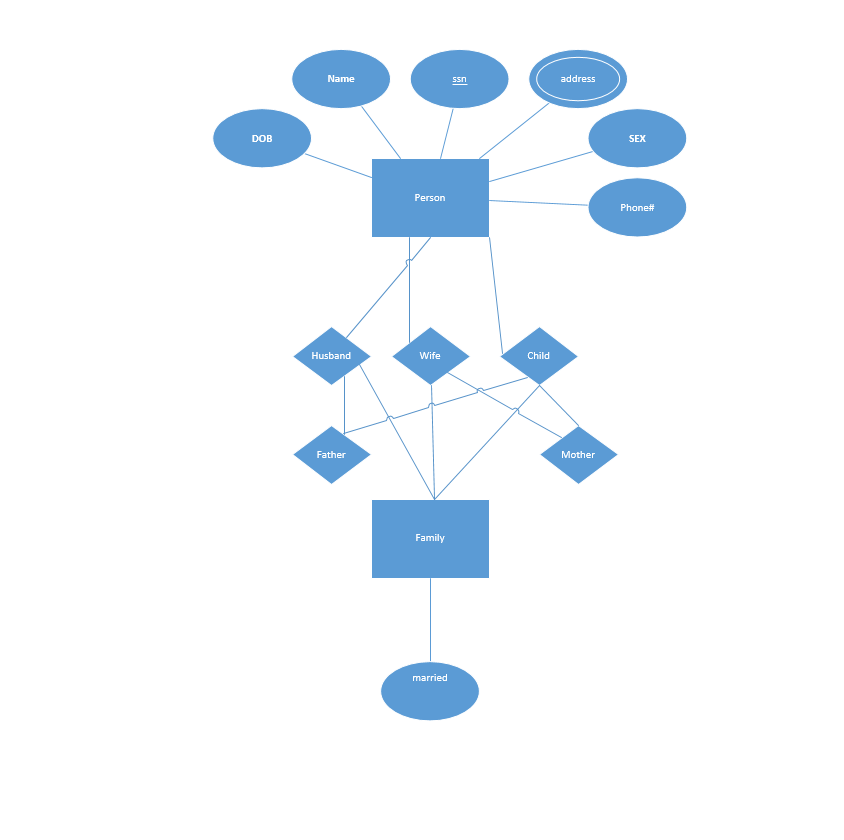 Name
ssn
address
DOB
SEX
Person
Phone#
Husband
Wife
Child
Father
Mother
Family
married